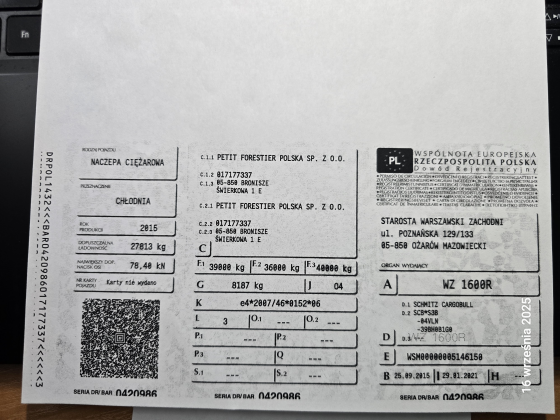 Fn
DRPOL1435<<<BAR0420986017177337<<<<<3
RODZAJ POJAZDU
NACZEPA CIĘŻAROWA
PRZEZNACZENIE
CHŁODNIA
ROK PRODUKCJI
2015
DOPUSZCZALNA ŁADOWNOŚĆ
27813 kg
NAJWIĘKSZY DOP. NACISK OSI
78,40 kN
NR KARTY POJAZDU
Karty nie wydano
SERIA DR/BAR 0420986
C.1.1 PETIT FORESTIER POLSKA SP. Z O.O.
C.1.2 017177337
C.1.3 05-850 BRONISZE
ŚWIERKOWA 1 E
C.2.1 PETIT FORESTIER POLSKA SP. Z O.O.
C.2.2 017177337
C.2.3 05-850 BRONISZE
ŚWIERKOWA 1 E
C
F.1 39000 kg F.2 36000 kg F.3 40000 kg
G 8187 kg J 04
K e4*2007/46*0152*06
L 3 O.1 --- O.2 ---
P.1 --- P.2 ---
P.3 --- Q ---
S.1 --- S.2 ---
SERIA DR/BAR 0420986
PL
WSPÓLNOTA EUROPEJSKA
RZECZPOSPOLITA POLSKA
Dowód Rejestracyjny
STAROSTA WARSZAWSKI ZACHODNI
ul. POZNAŃSKA 129/133
05-850 OŻARÓW MAZOWIECKI
ORGAN WYDAJĄCY
A WZ 1600R
D.1 SCHMITZ CARGOBULL
D.2 SCB*S3B
-04VLN
-39BH0B1G0
D D.3 ---
WZ 1600R
E WSM00000005146150
B 25.09.2015 I 29.01.2021 H ---
SERIA DR/BAR 0420986
16 września 2025